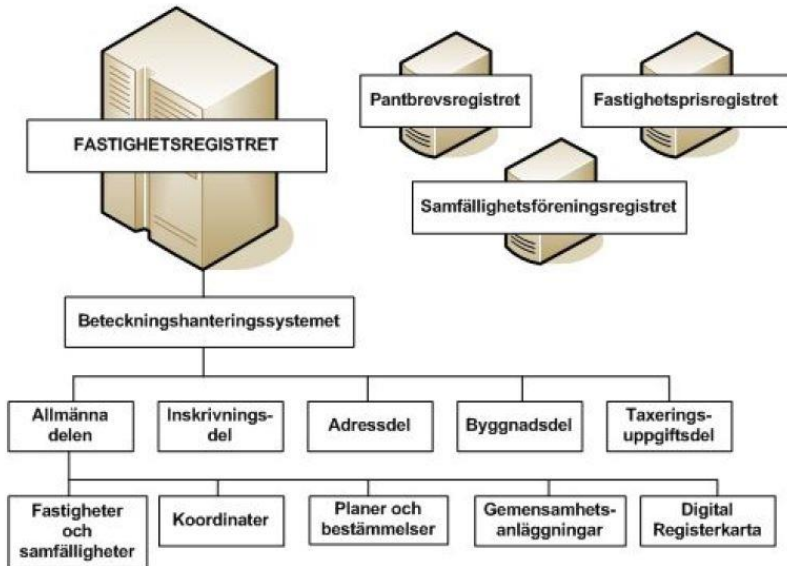 FASTIGHETSREGISTRET
Pantbrevsregistret
Fastighetsprisregistret
Samfällighetsföreningsregistret
Beteckningshanteringssystemet
Allmänna
delen
Inskrivnings-
del
Adressdel
Byggnadsdel
Taxerings-
uppgiftsdel
Fastigheter
och
samfälligheter
Koordinater
Planer och
bestämmelser
Gemensamhets-
anläggningar
Digital
Registerkarta